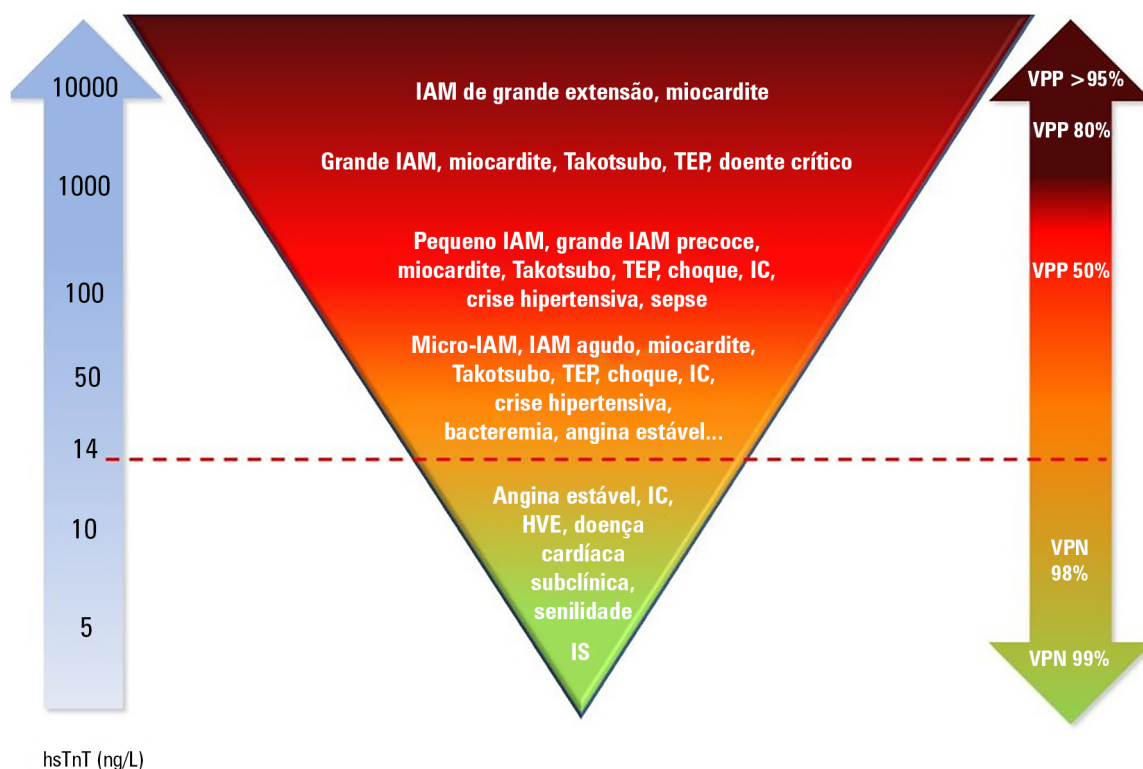 10000
1000
100
50
14
10
5
hsTnT (ng/L)
IAM de grande extensão, miocardite
Grande IAM, miocardite, Takotsubo, TEP, doente crítico
Pequeno IAM, grande IAM precoce,
miocardite, Takotsubo, TEP, choque, IC,
crise hipertensiva, sepse
Micro-IAM, IAM agudo, miocardite,
Takotsubo, TEP, choque, IC,
crise hipertensiva,
bacteremia, angina estável...
Angina estável, IC,
HVE, doença
cardíaca
subclínica,
senilidade
IS
VPP >95%
VPP 80%
VPP 50%
VPN
98%
VPN 99%